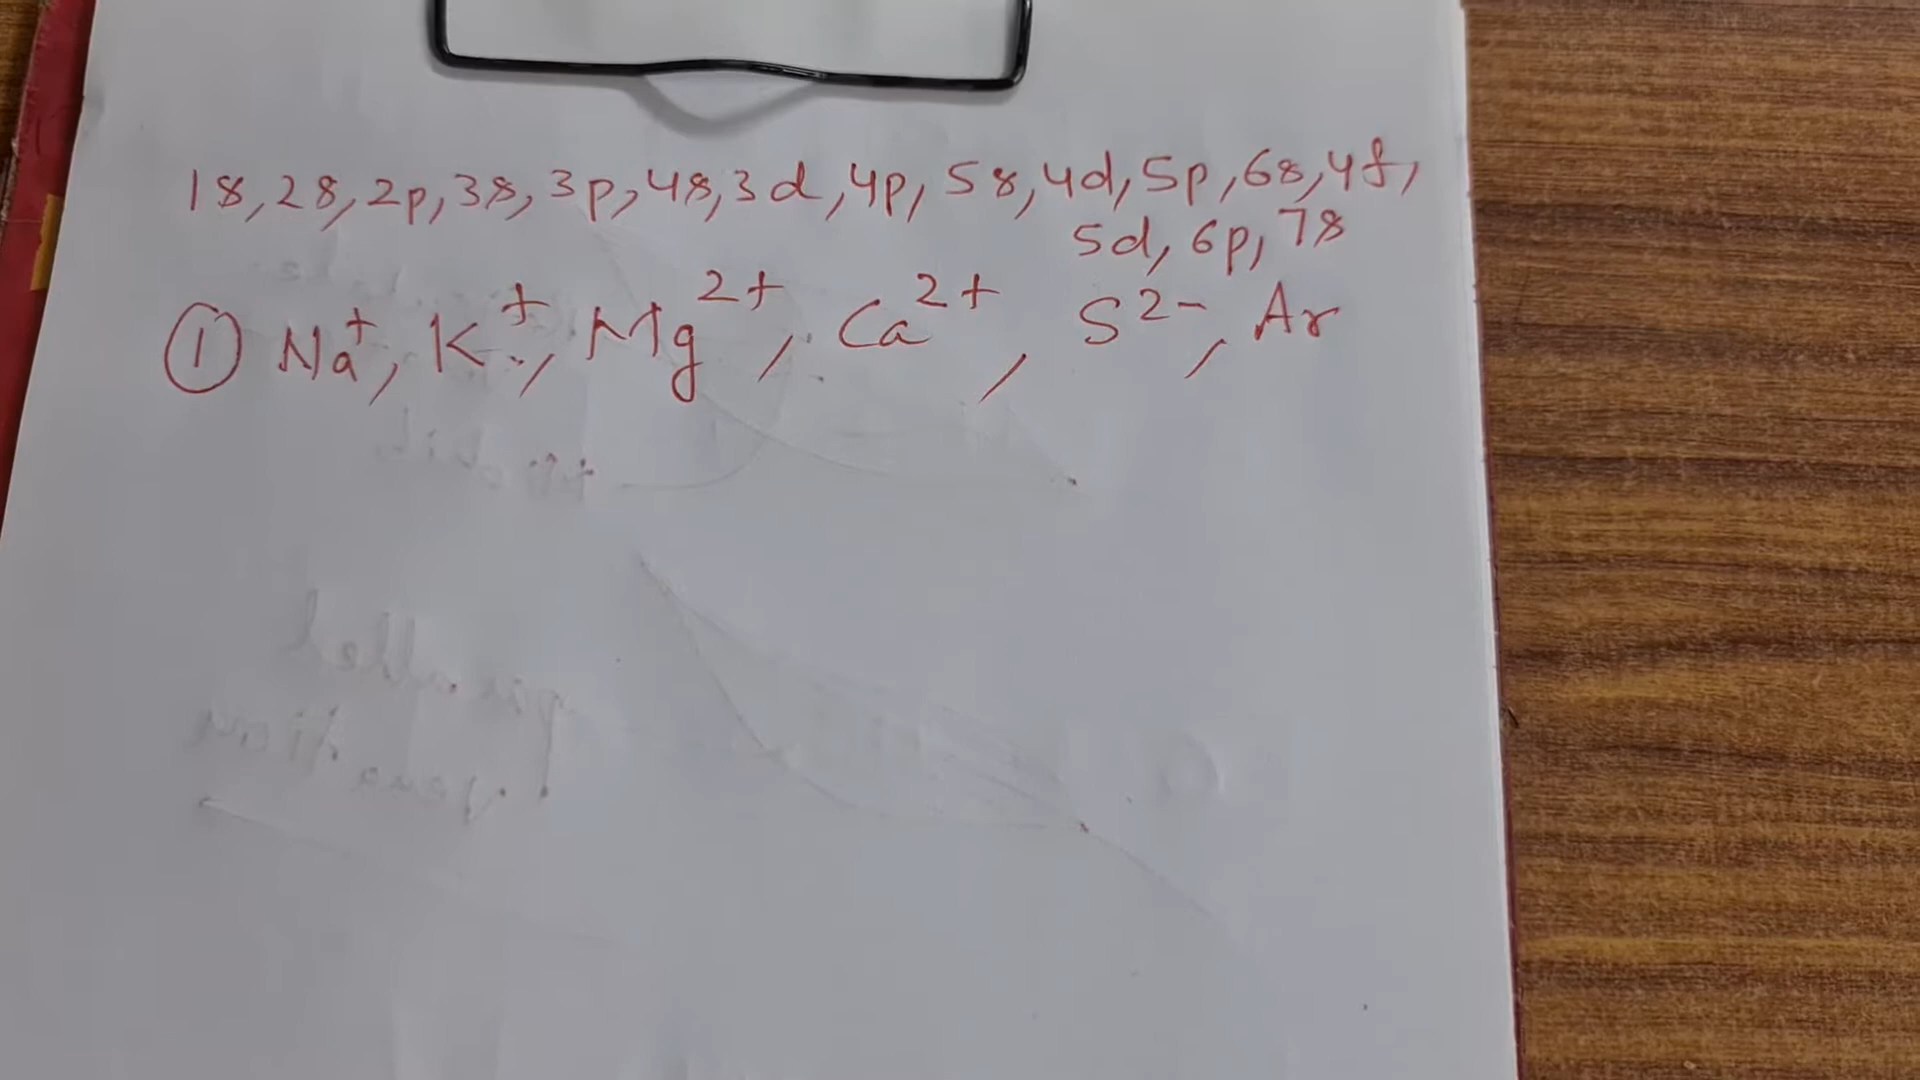 1s, 2s, 2p, 3s, 3p, 4s, 3d, 4p, 5s, 4d, 5p, 6s, 4f,
5d, 6p, 7s
① Na⁺, K⁺, Mg²⁺, Ca²⁺, S²⁻, Ar